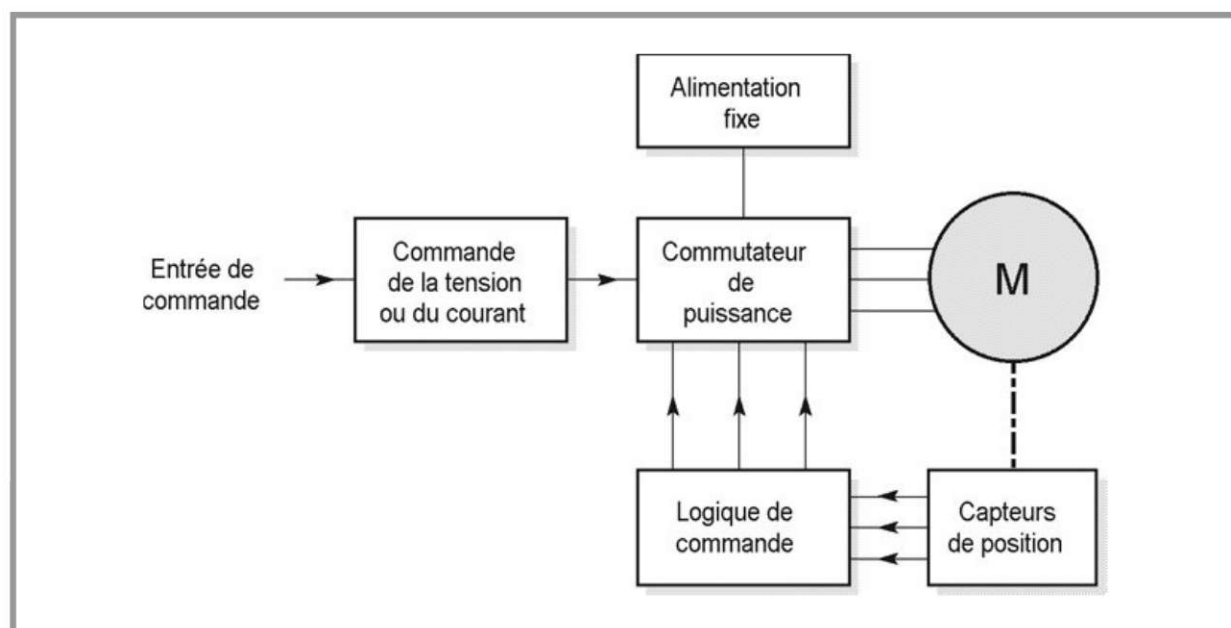 Alimentation
fixe
Entrée de
commande
Commande
de la tension
ou du courant
Commutateur
de
puissance
M
Logique de
commande
Capteurs
de position